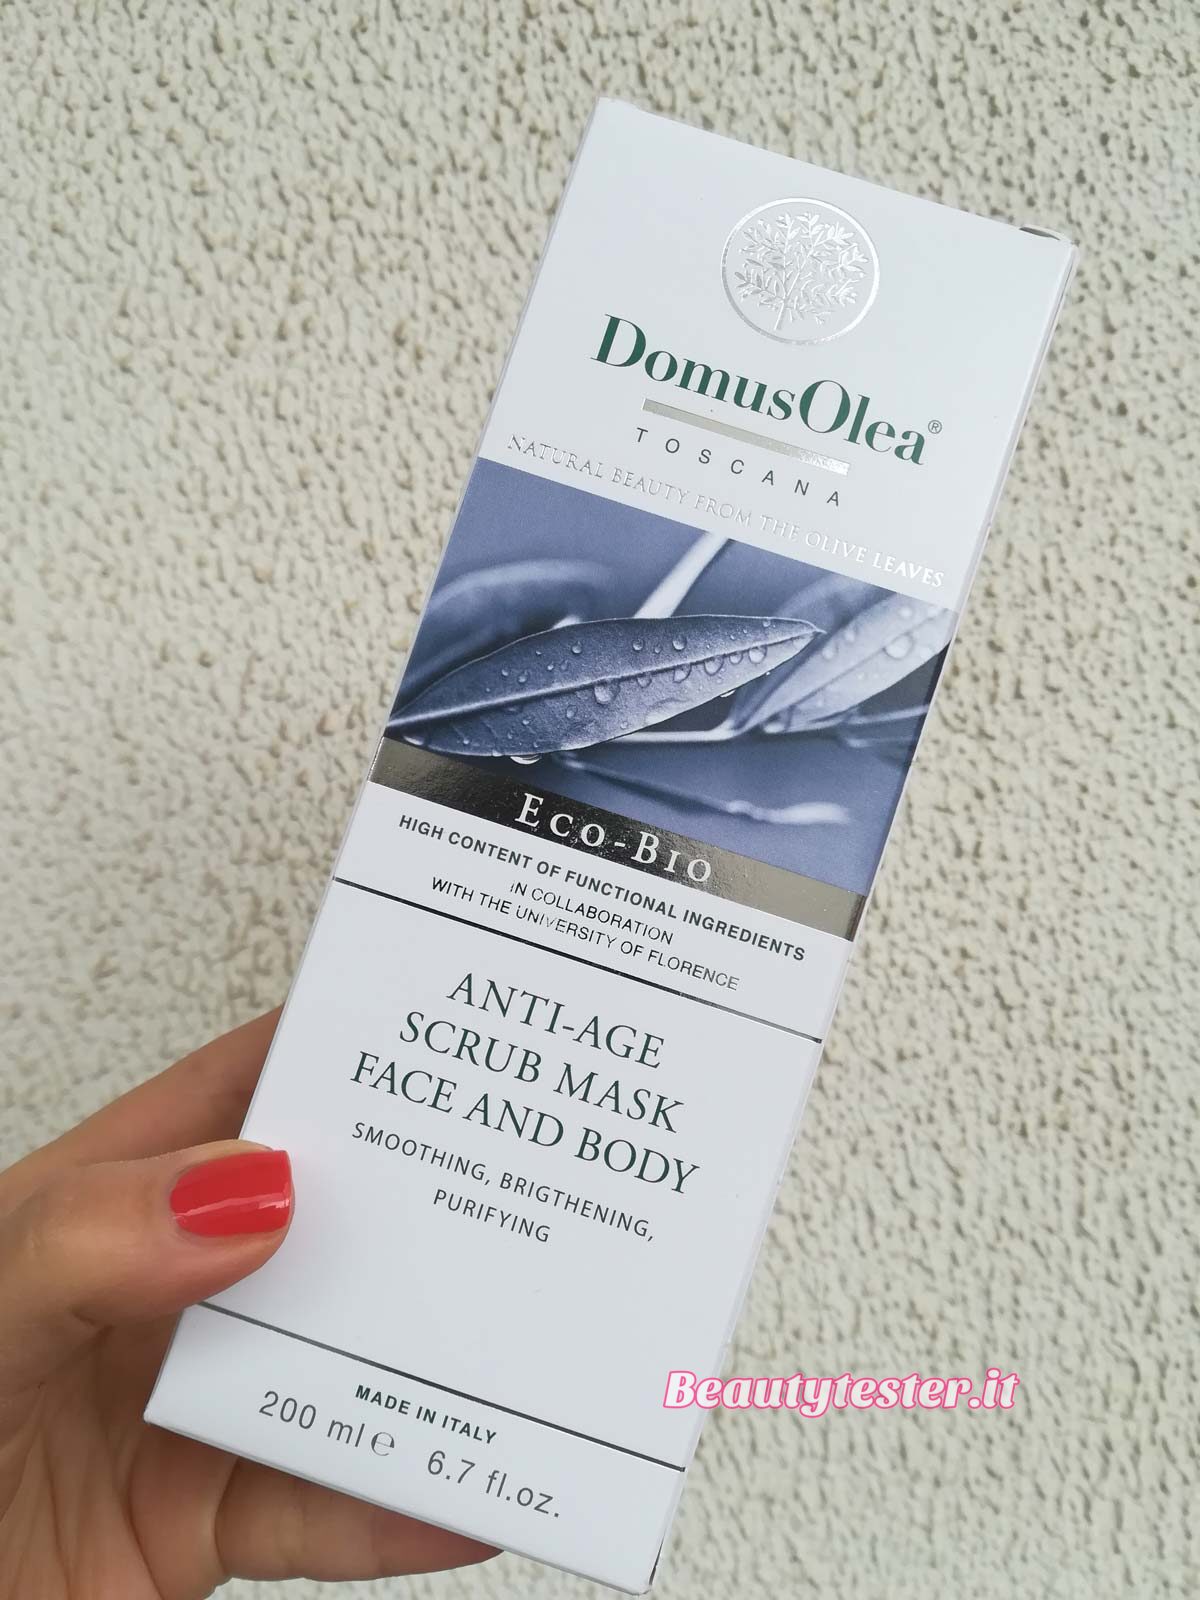 DomusOlea®
TOSCANA
NATURAL BEAUTY FROM THE OLIVE LEAVES
ECO-BIO
HIGH CONTENT OF FUNCTIONAL INGREDIENTS
IN COLLABORATION
WITH THE UNIVERSITY OF FLORENCE
ANTI-AGE
SCRUB MASK
FACE AND BODY
SMOOTHING, BRIGTHENING,
PURIFYING
MADE IN ITALY
200 ml ℮ 6.7 fl.oz.
Beautytester.it